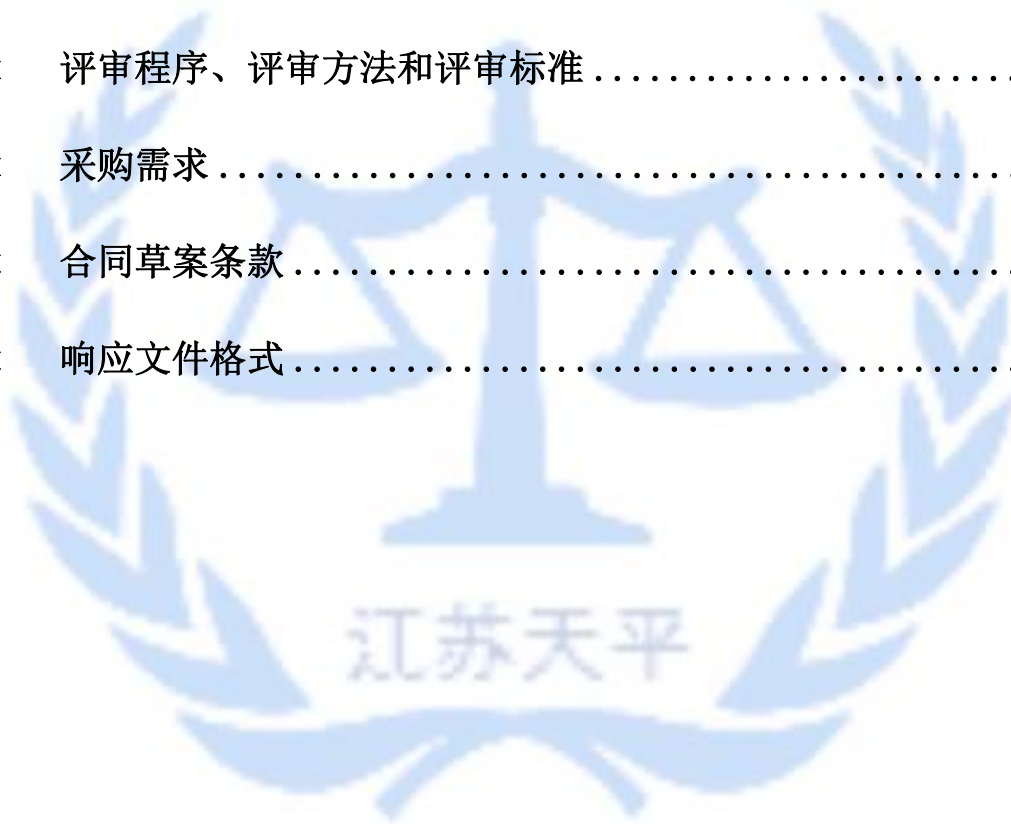 评审程序、评审方法和评审标准........................
采购需求............................................
合同草案条款........................................
响应文件格式........................................
江苏天平